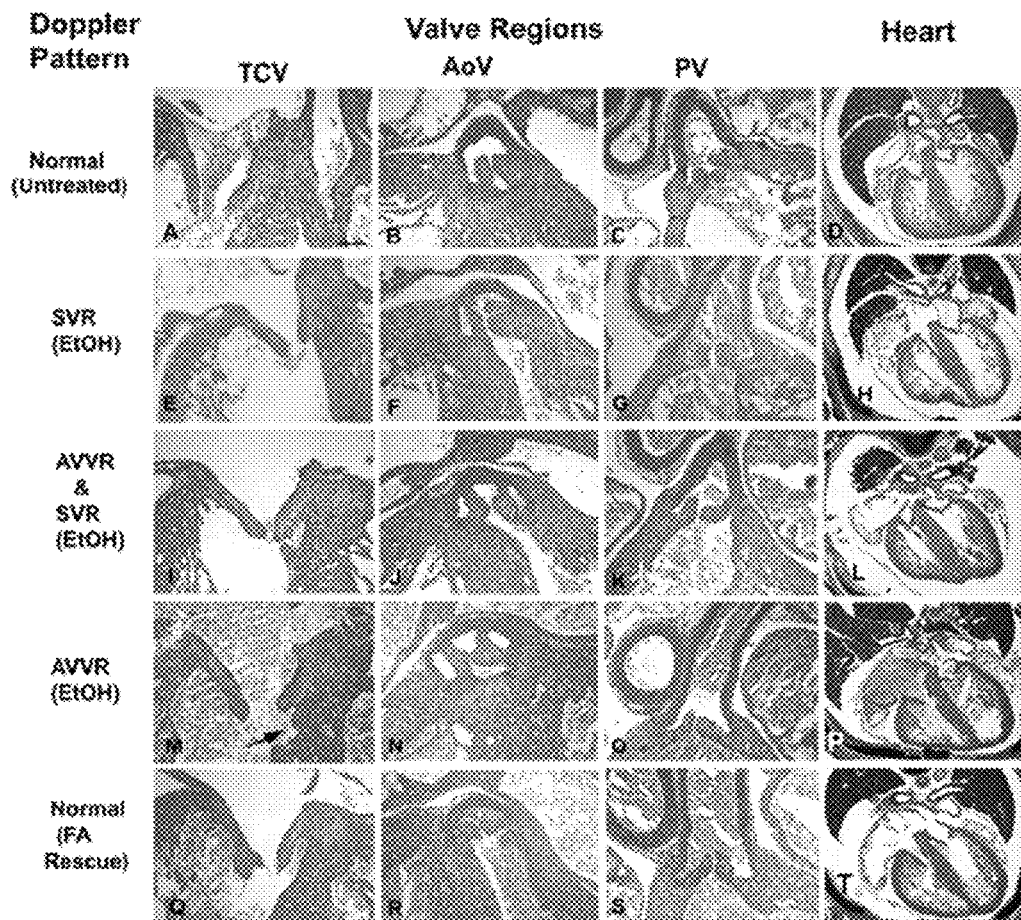 Doppler
Pattern
Valve Regions
Heart
TCV
AoV
PV
Normal
(Untreated)
A
B
C
D
SVR
(EtOH)
E
F
G
H
AVVR
&
SVR
(EtOH)
I
J
K
L
AVVR
(EtOH)
M
N
O
P
Normal
(FA
Rescue)
Q
R
S
T